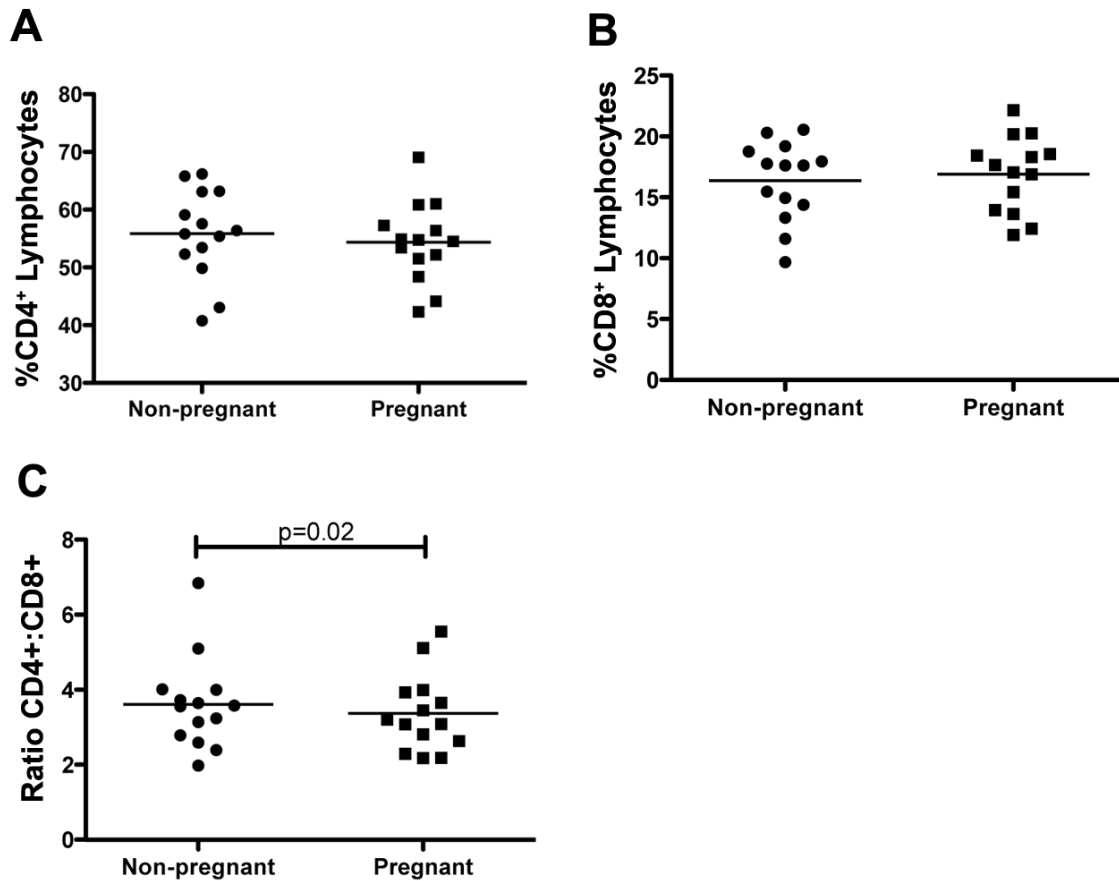 A
%CD4⁺ Lymphocytes
80
70
60
50
40
30
Non-pregnant
Pregnant
B
%CD8⁺ Lymphocytes
25
20
15
10
5
0
Non-pregnant
Pregnant
C
Ratio CD4+:CD8+
8
6
4
2
0
p=0.02
Non-pregnant
Pregnant